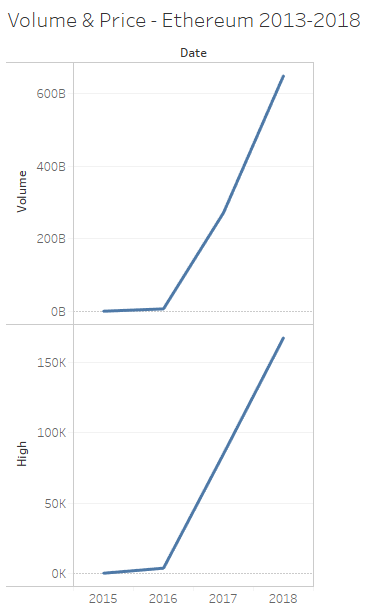 Volume & Price - Ethereum 2013-2018
Date
600B
400B
200B
0B
Volume
150K
100K
50K
0K
High
2015 2016 2017 2018